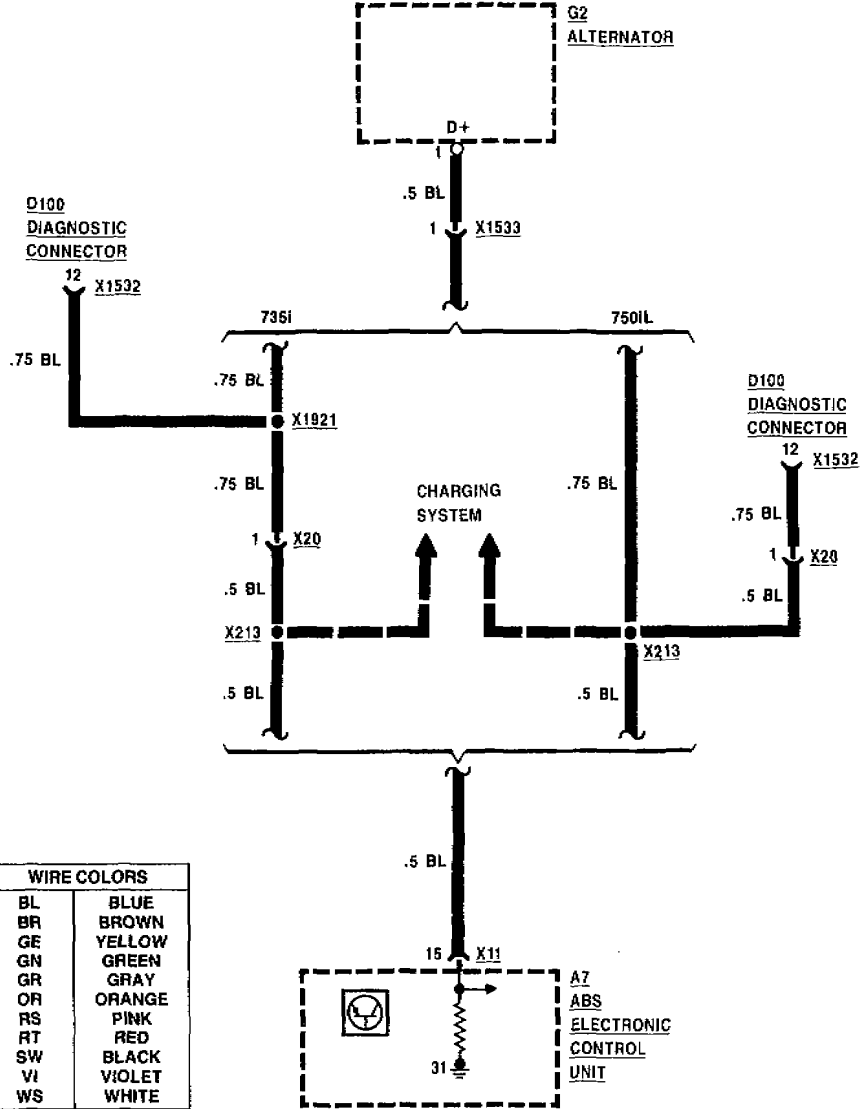 G2
ALTERNATOR
D+
1
.5 BL
1 X1533
D100
DIAGNOSTIC
CONNECTOR
12 X1532
735i 750iL
.75 BL .75 BL
D100
DIAGNOSTIC
CONNECTOR
X1921
12 X1532
.75 BL CHARGING .75 BL
SYSTEM
.75 BL
1 X20 1 X20
.5 BL .5 BL
X213 X213
.5 BL .5 BL
.5 BL
WIRE COLORS
BL BLUE
BR BROWN
GE YELLOW
GN GREEN
GR GRAY
OR ORANGE
RS PINK
RT RED
SW BLACK
VI VIOLET
WS WHITE
15 X11
A7
ABS
ELECTRONIC
CONTROL
UNIT
31